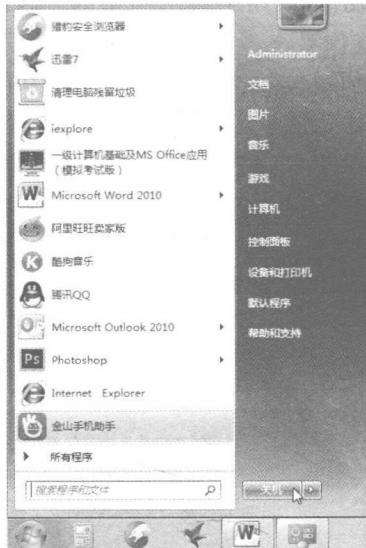 猎豹安全浏览器
迅雷7
清理电脑残留垃圾
iexplore
一级计算机基础及MS Office应用
（模拟考试版）
Microsoft Word 2010
阿里旺旺卖家版
酷狗音乐
腾讯QQ
Microsoft Outlook 2010
Photoshop
Internet Explorer
金山手机助手
所有程序
搜索程序和文件
Administrator
文档
图片
音乐
游戏
计算机
控制面板
设备和打印机
默认程序
帮助和支持
关机